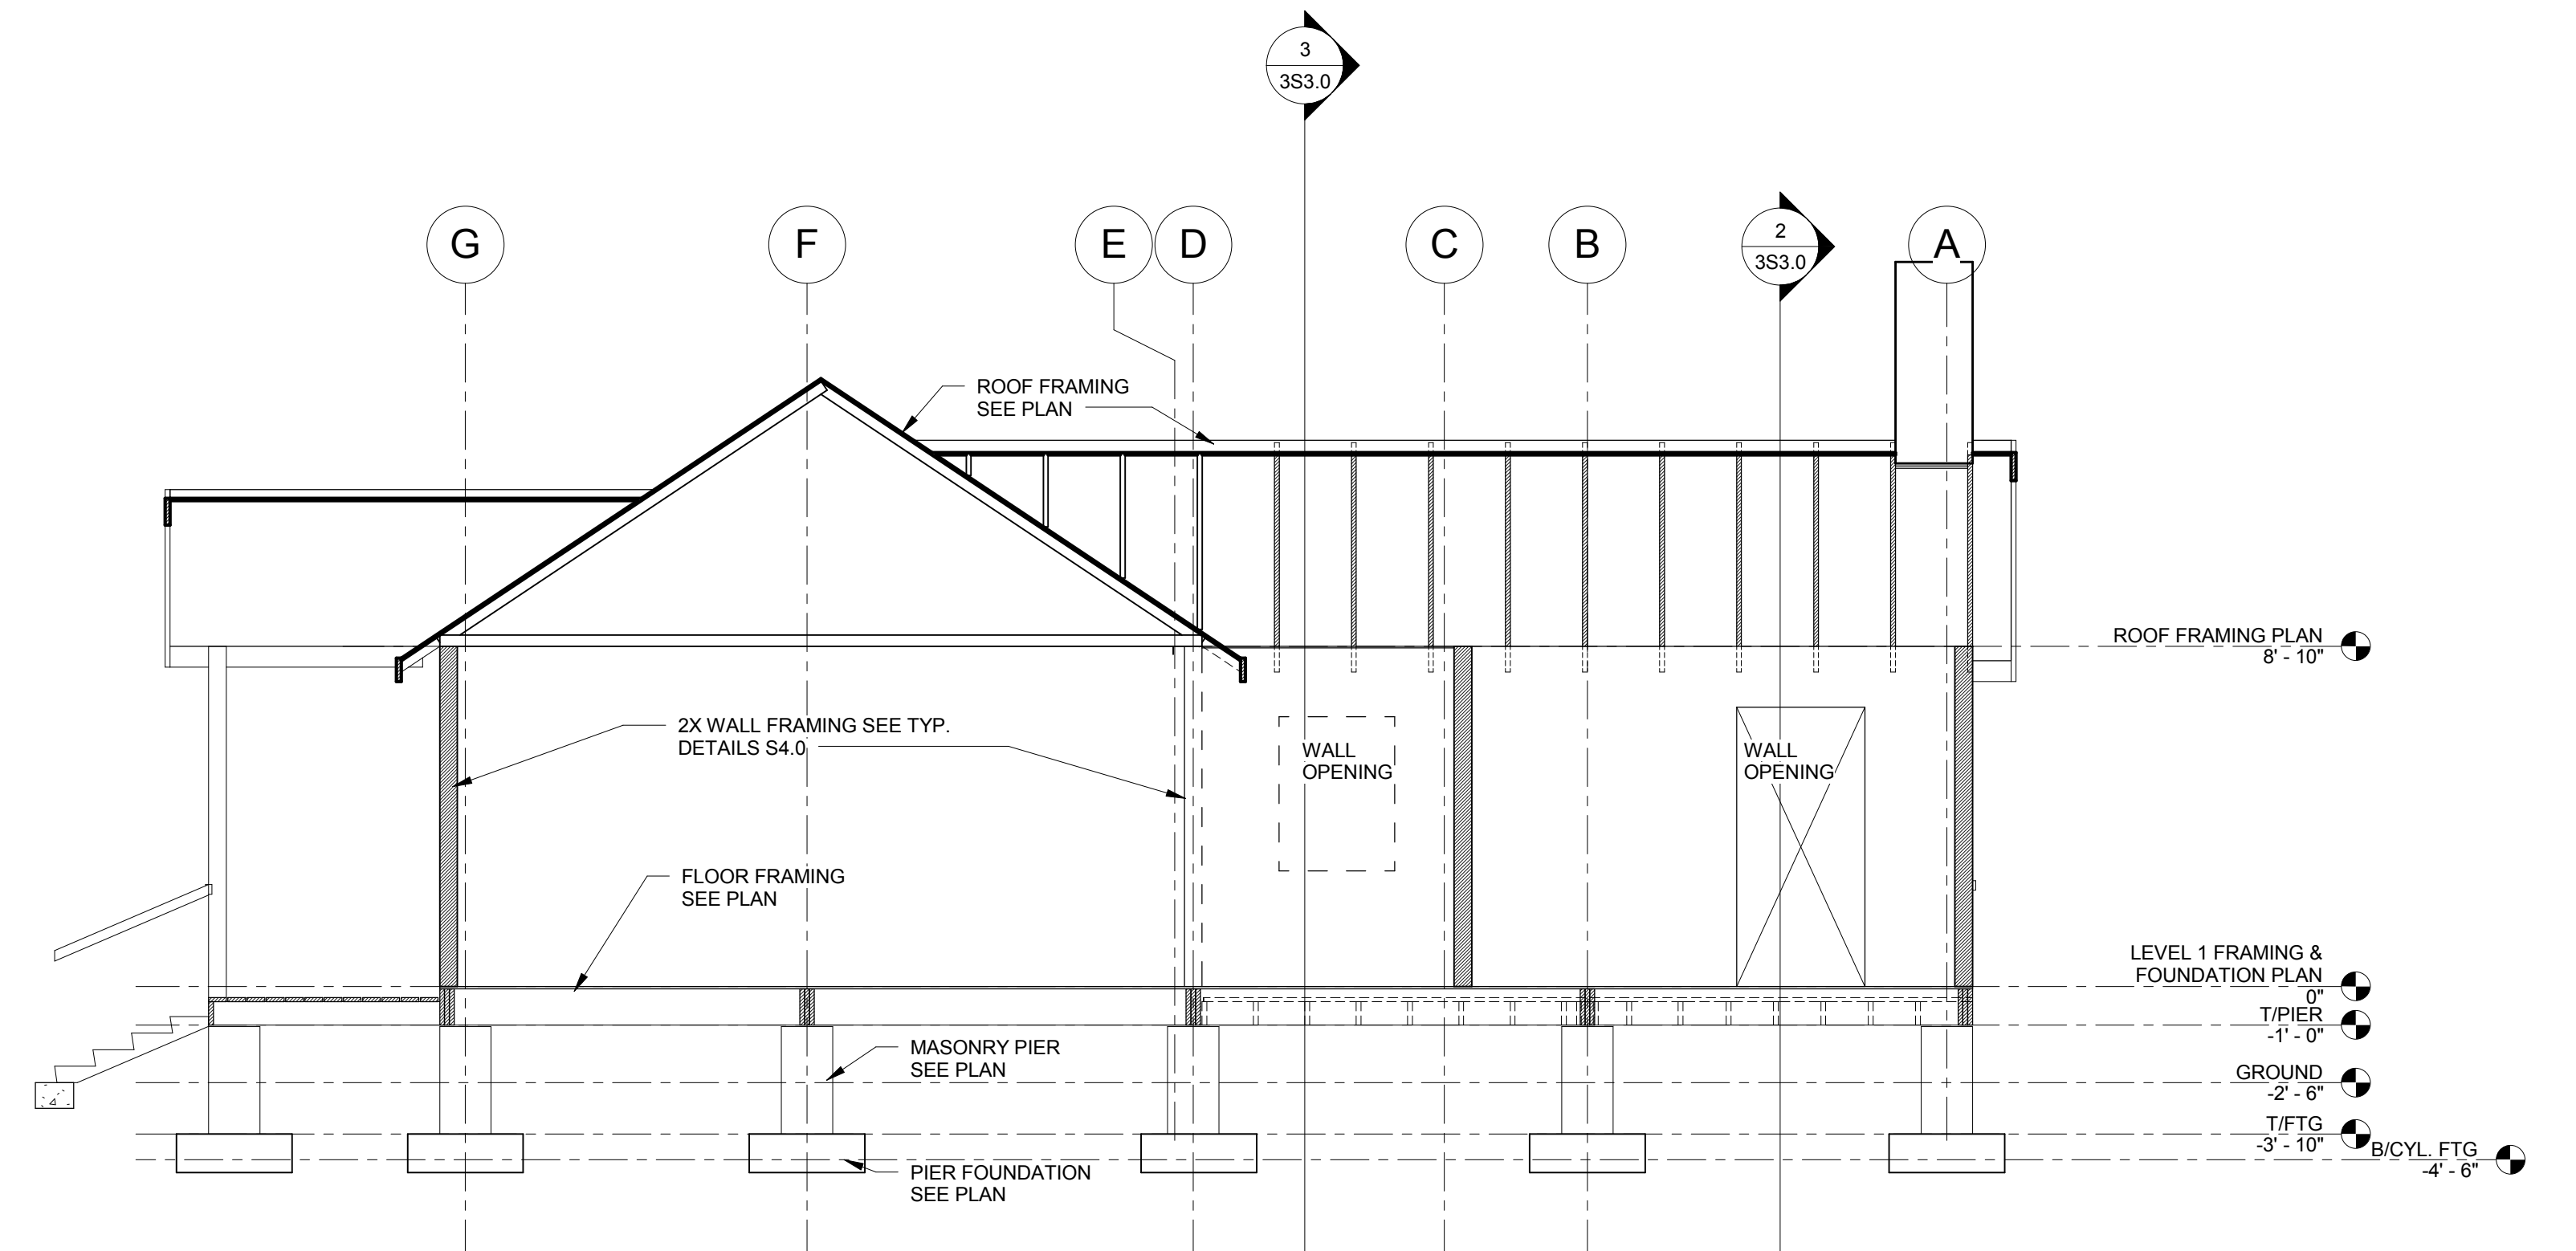 3
3S3.0
G
F
E
D
C
B
2
3S3.0
A
ROOF FRAMING
SEE PLAN
ROOF FRAMING PLAN
8' - 10"
2X WALL FRAMING SEE TYP.
DETAILS S4.0
WALL
OPENING
WALL
OPENING
FLOOR FRAMING
SEE PLAN
LEVEL 1 FRAMING &
FOUNDATION PLAN
0"
T/PIER
-1' - 0"
MASONRY PIER
SEE PLAN
GROUND
-2' - 6"
T/FTG
-3' - 10"
B/CYL. FTG
-4' - 6"
PIER FOUNDATION
SEE PLAN